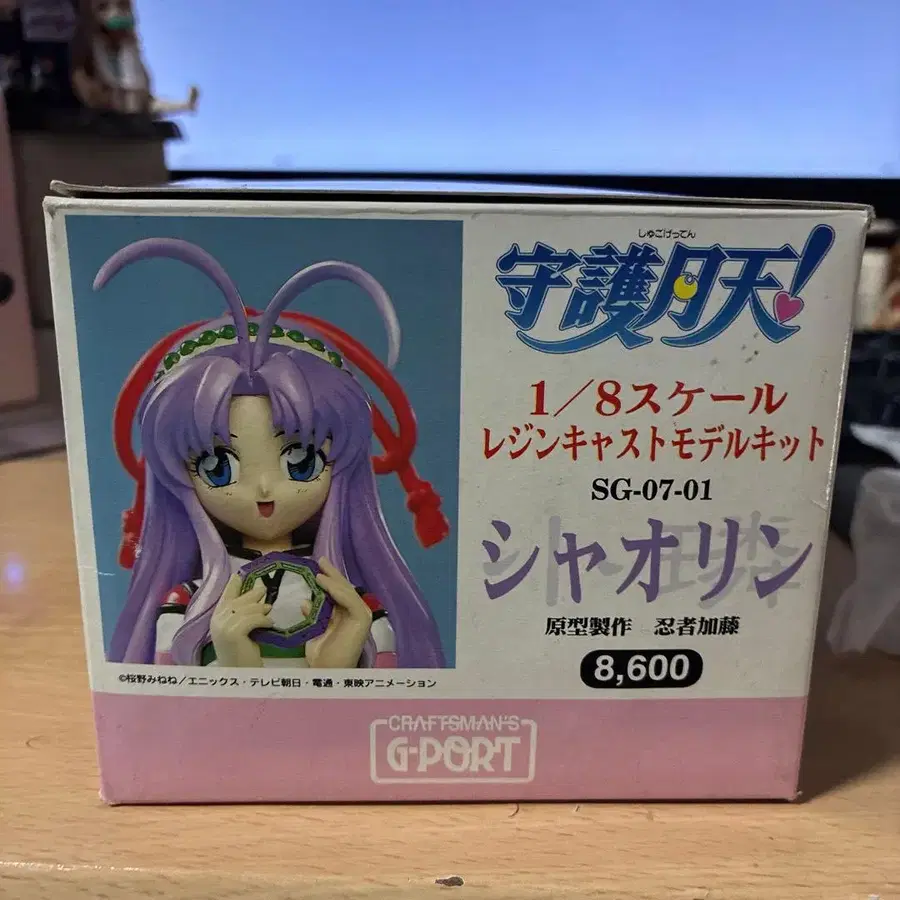 しゅごげってん
守護月天!
1/8スケール
レジンキャストモデルキット
SG-07-01
シャオリン
原型製作 忍者加藤
8,600
©桜野みねね/エニックス・テレビ朝日・電通・東映アニメーション
CRAFTSMAN'S
G-PORT